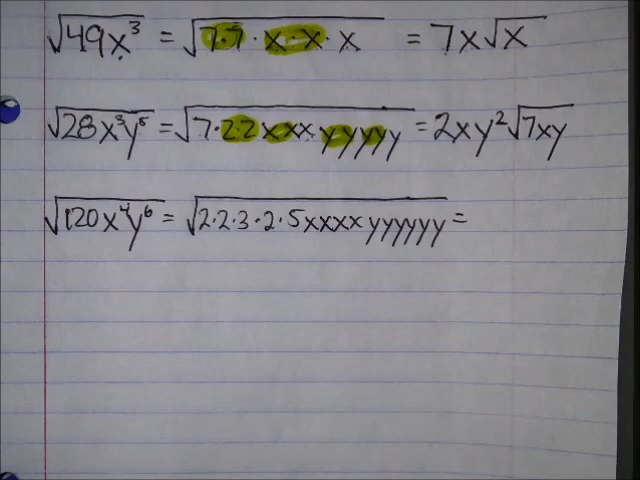 √49x³ = √7·7·x·x·x = 7x√x
√28x³y⁵ = √7·2·2xxxyyyyy = 2xy²√7xy
√120x⁴y⁶ = √2·2·3·2·5xxxxyyyyyy =